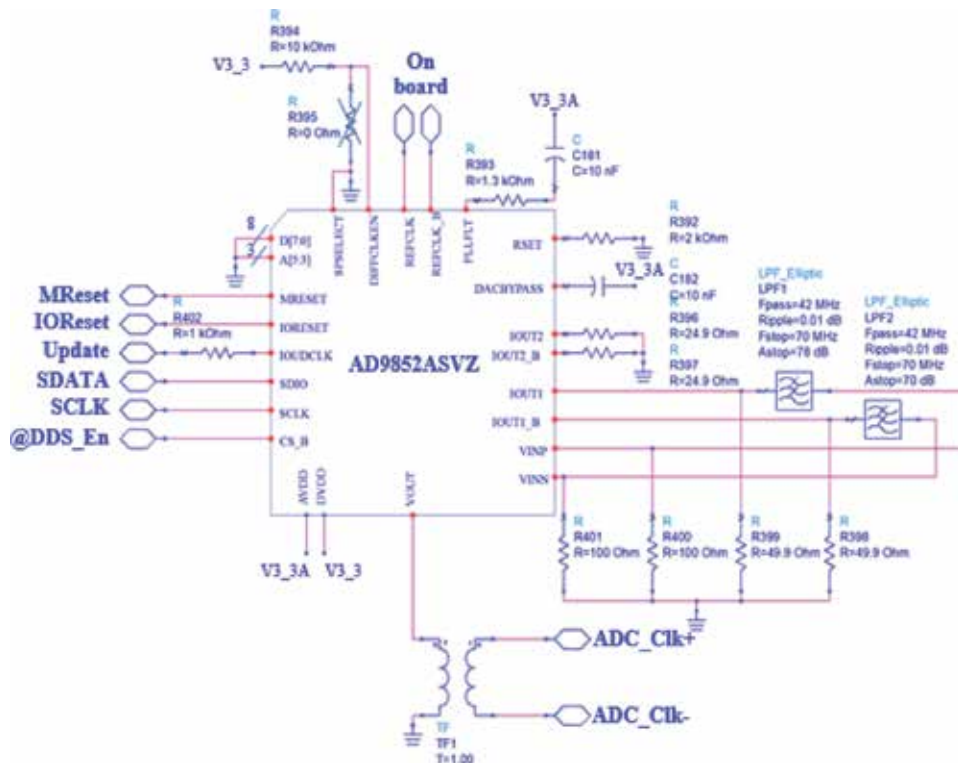 R
R394
R=10 kOhm
V3_3
R
R395
R=0 Ohm
On
board
V3_3A
C
C181
C=10 nF
R
R393
R=1.3 kOhm
SPSELECT
DIFFCLKEN
REFCLK
REFCLK_B
PLLFLT
8
D[7:0]
3
A[5:3]
MReset
MRESET
R
R402
R=1 kOhm
IOReset
IORESET
Update
IOUDCLK
SDATA
SDIO
SCLK
SCLK
@DDS_En
CS_B
AD9852ASVZ
RSET
R
R392
R=2 kOhm
DACBYPASS
V3_3A
C
C182
C=10 nF
IOUT2
R
R396
R=24.9 Ohm
IOUT2_B
R
R397
R=24.9 Ohm
LPF_Elliptic
LPF1
Fpass=42 MHz
Ripple=0.01 dB
Fstop=70 MHz
Astop=76 dB
LPF_Elliptic
LPF2
Fpass=42 MHz
Ripple=0.01 dB
Fstop=70 MHz
Astop=70 dB
IOUT1
IOUT1_B
VINP
VINN
AVDD
DVDD
VOUT
V3_3A
V3_3
R
R401
R=100 Ohm
R
R400
R=100 Ohm
R
R399
R=49.9 Ohm
R
R398
R=49.9 Ohm
ADC_Clk+
ADC_Clk-
TF
TF1
T=1.00